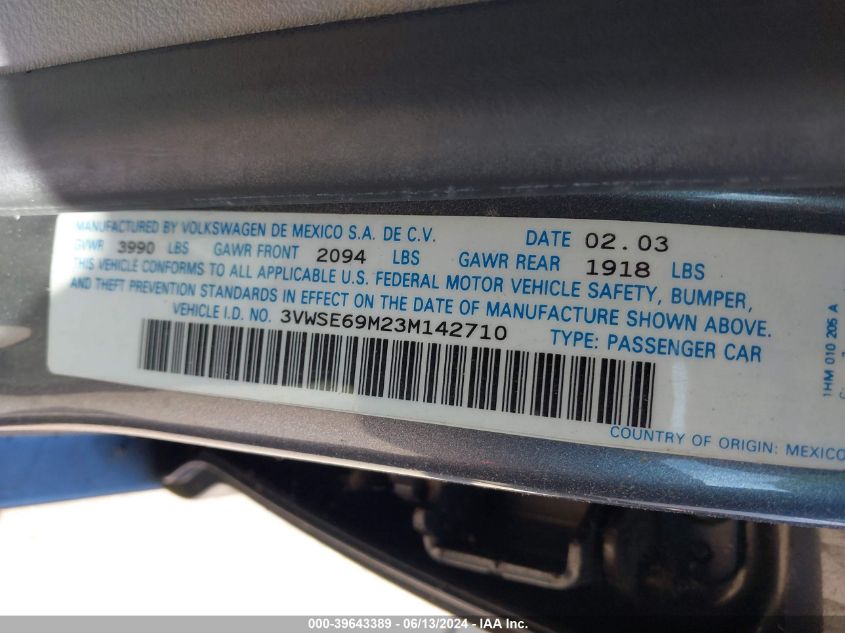 MANUFACTURED BY VOLKSWAGEN DE MEXICO S.A. DE C.V. DATE 02.03
GVWR 3990 LBS GAWR FRONT 2094 LBS GAWR REAR 1918 LBS
THIS VEHICLE CONFORMS TO ALL APPLICABLE U.S. FEDERAL MOTOR VEHICLE SAFETY, BUMPER,
AND THEFT PREVENTION STANDARDS IN EFFECT ON THE DATE OF MANUFACTURE SHOWN ABOVE.
VEHICLE I.D. NO. 3VWSE69M23M142710 TYPE: PASSENGER CAR
COUNTRY OF ORIGIN: MEXICO
1HM 010 205 A
000-39643389 - 06/13/2024 - IAA Inc.